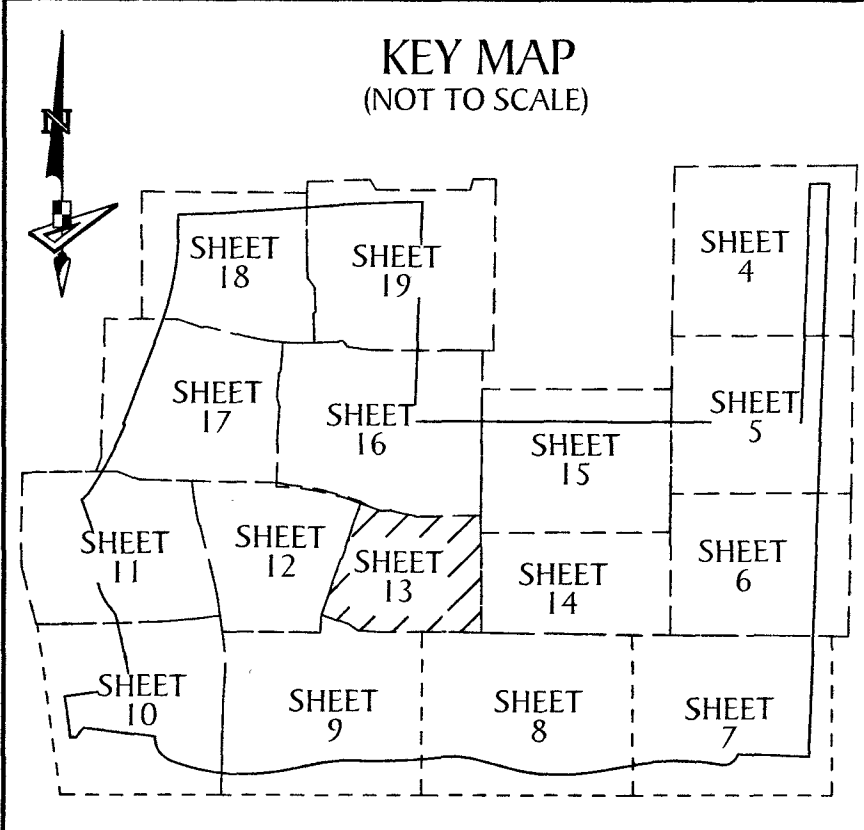 KEY MAP
(NOT TO SCALE)
N
SHEET
18
SHEET
19
SHEET
4
SHEET
17
SHEET
16
SHEET
15
SHEET
5
SHEET
11
SHEET
12
SHEET
13
SHEET
14
SHEET
6
SHEET
10
SHEET
9
SHEET
8
SHEET
7